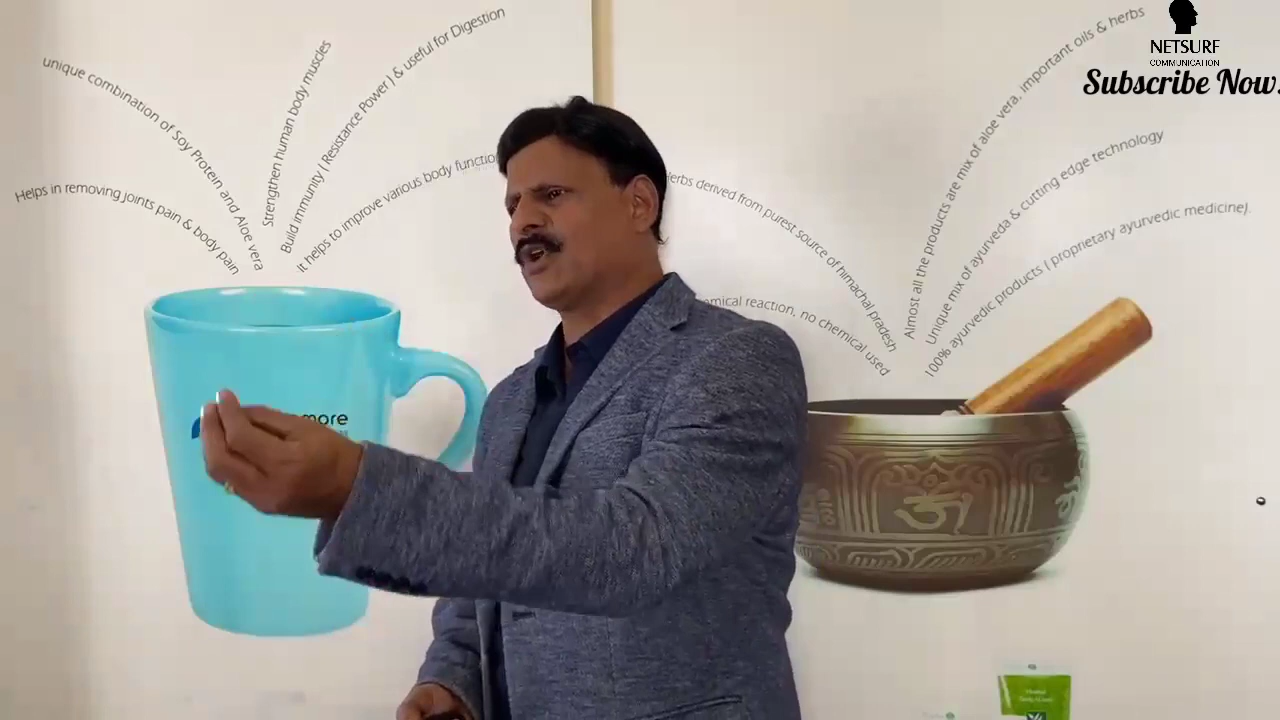 unique combination of Soy Protein and Aloe vera
Helps in removing joints pain & body pain
Strengthen human body muscles
Build immunity ( Resistance Power ) & useful for Digestion
It helps to improve various body function
more
herbs derived from purest source of himachal pradesh
chemical reaction, no chemical used
Almost all the products are mix of aloe vera, important oils & herbs
Unique mix of ayurveda & cutting edge technology
100% ayurvedic products ( proprietary ayurvedic medicine).
NETSURF
COMMUNICATION
Subscribe Now